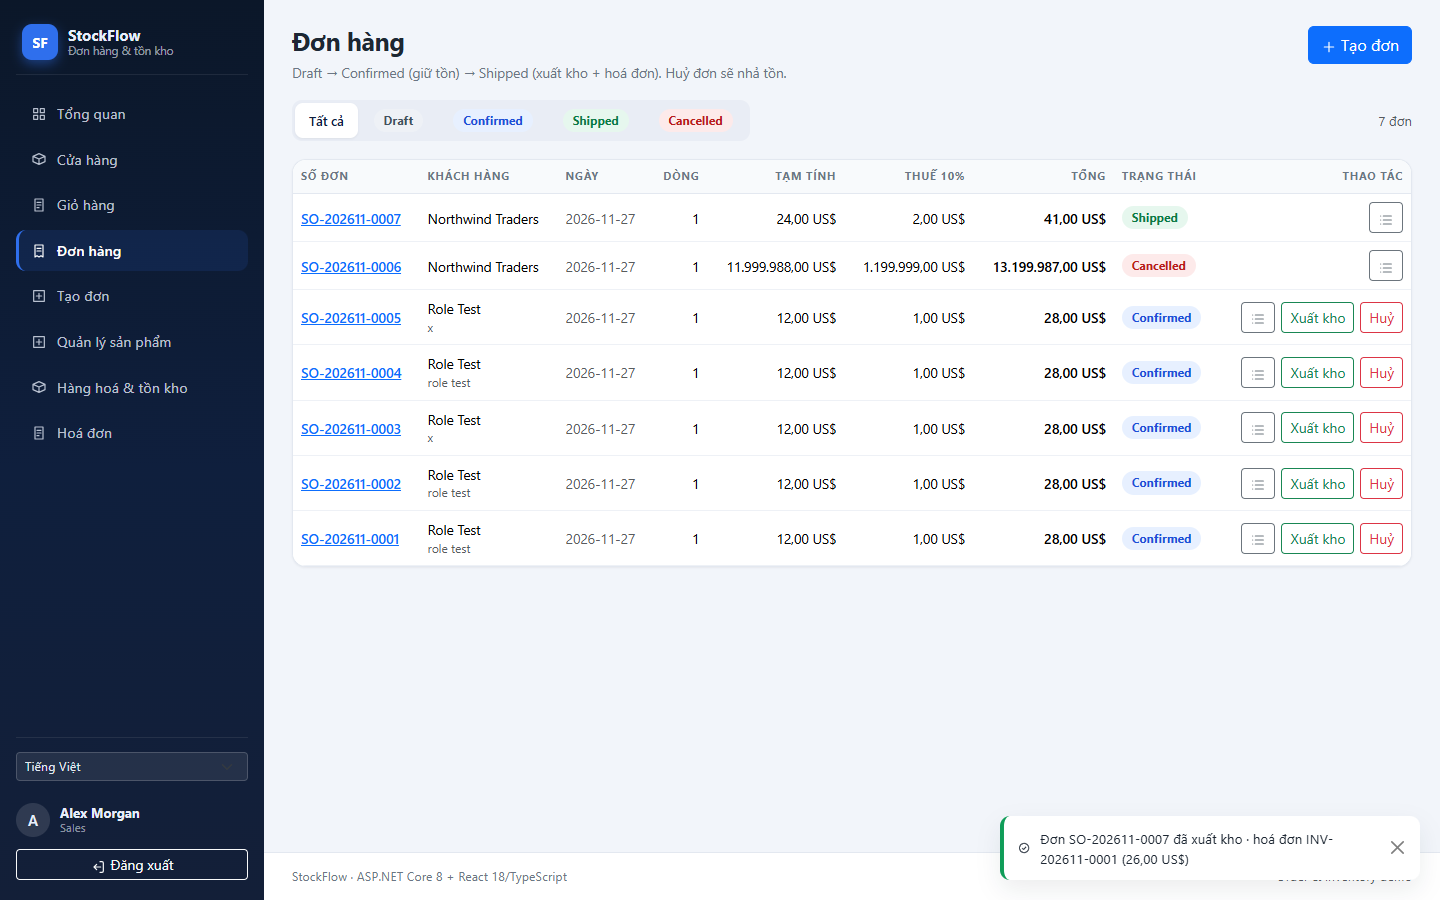 SF
StockFlow
Đơn hàng & tồn kho
Tổng quan
Cửa hàng
Giỏ hàng
Đơn hàng
Tạo đơn
Quản lý sản phẩm
Hàng hoá & tồn kho
Hoá đơn
Tiếng Việt
A
Alex Morgan
Sales
Đăng xuất
Đơn hàng
Draft → Confirmed (giữ tồn) → Shipped (xuất kho + hoá đơn). Huỷ đơn sẽ nhả tồn.
+ Tạo đơn
Tất cả Draft Confirmed Shipped Cancelled
7 đơn
SỐ ĐƠN KHÁCH HÀNG NGÀY DÒNG TẠM TÍNH THUẾ 10% TỔNG TRẠNG THÁI THAO TÁC
SO-202611-0007 Northwind Traders 2026-11-27 1 24,00 US$ 2,00 US$ 41,00 US$ Shipped
SO-202611-0006 Northwind Traders 2026-11-27 1 11.999.988,00 US$ 1.199.999,00 US$ 13.199.987,00 US$ Cancelled
SO-202611-0005 Role Test 2026-11-27 1 12,00 US$ 1,00 US$ 28,00 US$ Confirmed Xuất kho Huỷ
x
SO-202611-0004 Role Test 2026-11-27 1 12,00 US$ 1,00 US$ 28,00 US$ Confirmed Xuất kho Huỷ
role test
SO-202611-0003 Role Test 2026-11-27 1 12,00 US$ 1,00 US$ 28,00 US$ Confirmed Xuất kho Huỷ
x
SO-202611-0002 Role Test 2026-11-27 1 12,00 US$ 1,00 US$ 28,00 US$ Confirmed Xuất kho Huỷ
role test
SO-202611-0001 Role Test 2026-11-27 1 12,00 US$ 1,00 US$ 28,00 US$ Confirmed Xuất kho Huỷ
role test
Đơn SO-202611-0007 đã xuất kho · hoá đơn INV-
202611-0001 (26,00 US$)
StockFlow · ASP.NET Core 8 + React 18/TypeScript